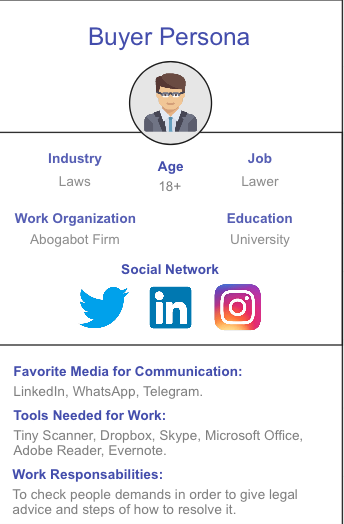 Buyer Persona
Industry
Age
Job
Laws
18+
Lawer
Work Organization
Education
Abogabot Firm
University
Social Network
in
Favorite Media for Communication:
LinkedIn, WhatsApp, Telegram.
Tools Needed for Work:
Tiny Scanner, Dropbox, Skype, Microsoft Office,
Adobe Reader, Evernote.
Work Responsabilities:
To check people demands in order to give legal
advice and steps of how to resolve it.